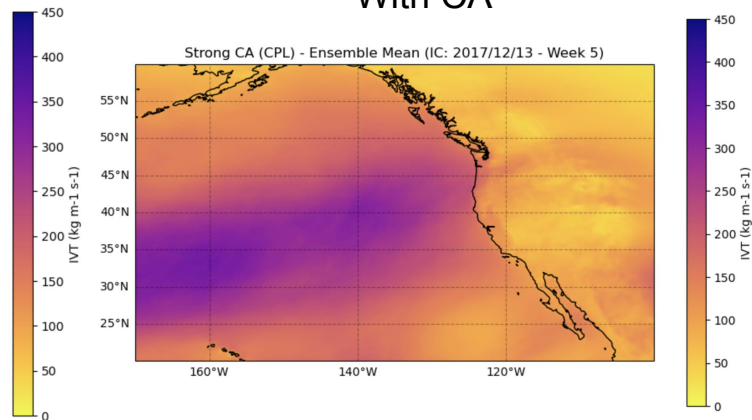 With CA
Strong CA (CPL) - Ensemble Mean (IC: 2017/12/13 - Week 5)
450
400
350
300
250
200
150
100
50
0
IVT (kg m-1 s-1)
55°N
50°N
45°N
40°N
35°N
30°N
25°N
160°W
140°W
120°W
450
400
350
300
250
200
150
100
50
0
IVT (kg m-1 s-1)